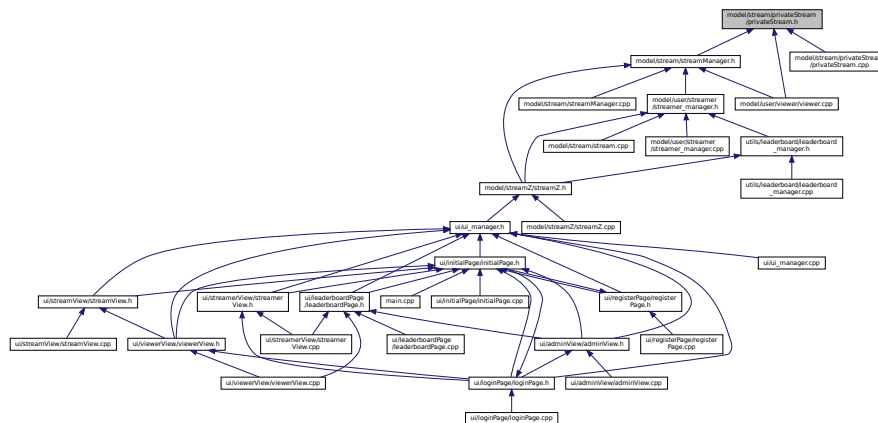 model/stream/privateStream
/privateStream.h
model/stream/streamManager.h
model/stream/privateStrea
/privateStream.cpp
model/stream/streamManager.cpp
model/user/streamer
/streamer_manager.h
model/user/viewer/viewer.cpp
model/stream/stream.cpp
model/user/streamer
/streamer_manager.cpp
utils/leaderboard/leaderboard
_manager.h
model/streamZ/streamZ.h
utils/leaderboard/leaderboard
_manager.cpp
ui/ui_manager.h
model/streamZ/streamZ.cpp
ui/initialPage/initialPage.h
ui/ui_manager.cpp
ui/streamView/streamView.h
ui/streamerView/streamer
View.h
ui/leaderboardPage
/leaderboardPage.h
main.cpp
ui/initialPage/initialPage.cpp
ui/registerPage/register
Page.h
ui/streamView/streamView.cpp
ui/viewerView/viewerView.h
ui/streamerView/streamer
View.cpp
ui/leaderboardPage
/leaderboardPage.cpp
ui/adminView/adminView.h
ui/registerPage/register
Page.cpp
ui/viewerView/viewerView.cpp
ui/loginPage/loginPage.h
ui/adminView/adminView.cpp
ui/loginPage/loginPage.cpp